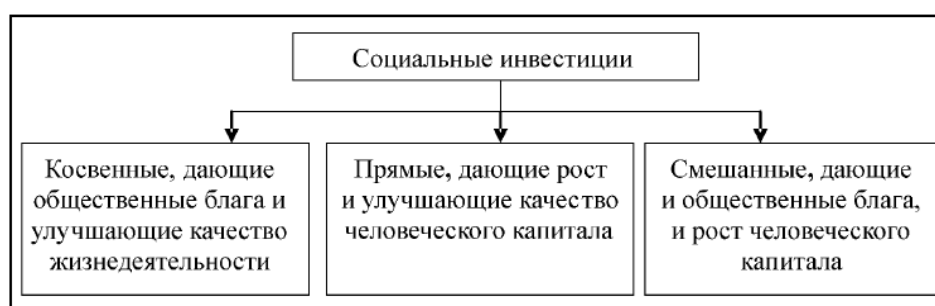 Социальные инвестиции
Косвенные, дающие
общественные блага и
улучшающие качество
жизнедеятельности
Прямые, дающие рост
и улучшающие качество
человеческого капитала
Смешанные, дающие
и общественные блага,
и рост человеческого
капитала